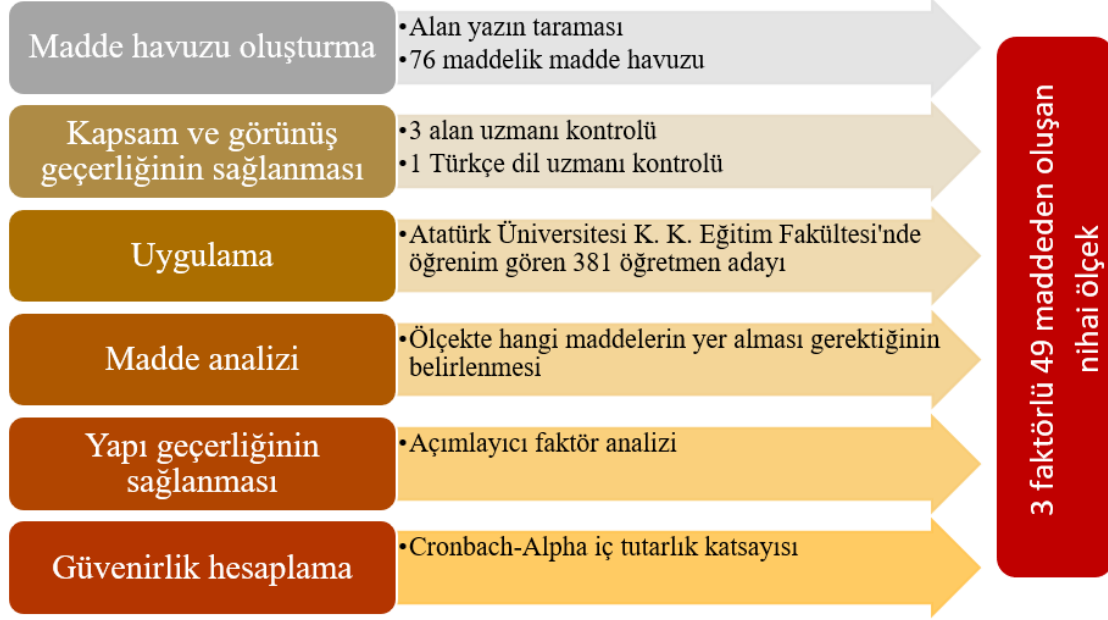 Madde havuzu oluşturma
•Alan yazın taraması
•76 maddelik madde havuzu
Kapsam ve görünüş
geçerliğinin sağlanması
•3 alan uzmanı kontrolü
•1 Türkçe dil uzmanı kontrolü
Uygulama
•Atatürk Üniversitesi K. K. Eğitim Fakültesi'nde
öğrenim gören 381 öğretmen adayı
Madde analizi
•Ölçekte hangi maddelerin yer alması gerektiğinin
belirlenmesi
Yapı geçerliğinin
sağlanması
•Açımlayıcı faktör analizi
Güvenirlik hesaplama
•Cronbach-Alpha iç tutarlık katsayısı
3 faktörlü 49 maddeden oluşan
nihai ölçek